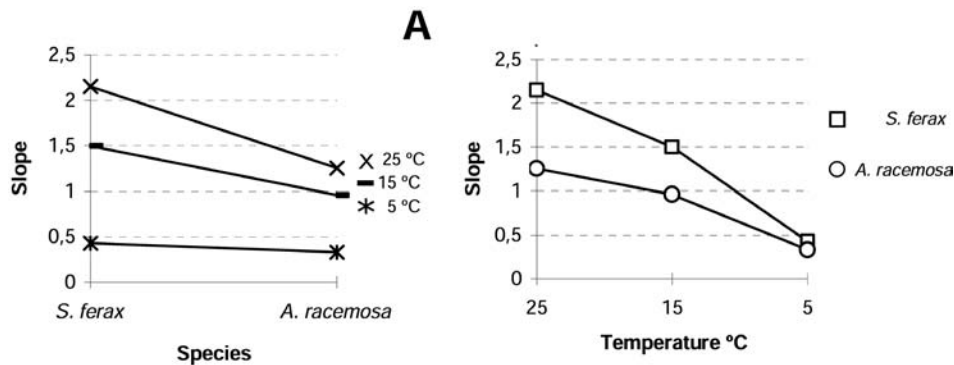 A
2,5
2
1,5
1
0,5
0
Slope
25 ºC
15 ºC
5 ºC
S. ferax
A. racemosa
Species
2,5
2
1,5
1
0,5
0
Slope
25
15
5
Temperature ºC
S. ferax
A. racemosa